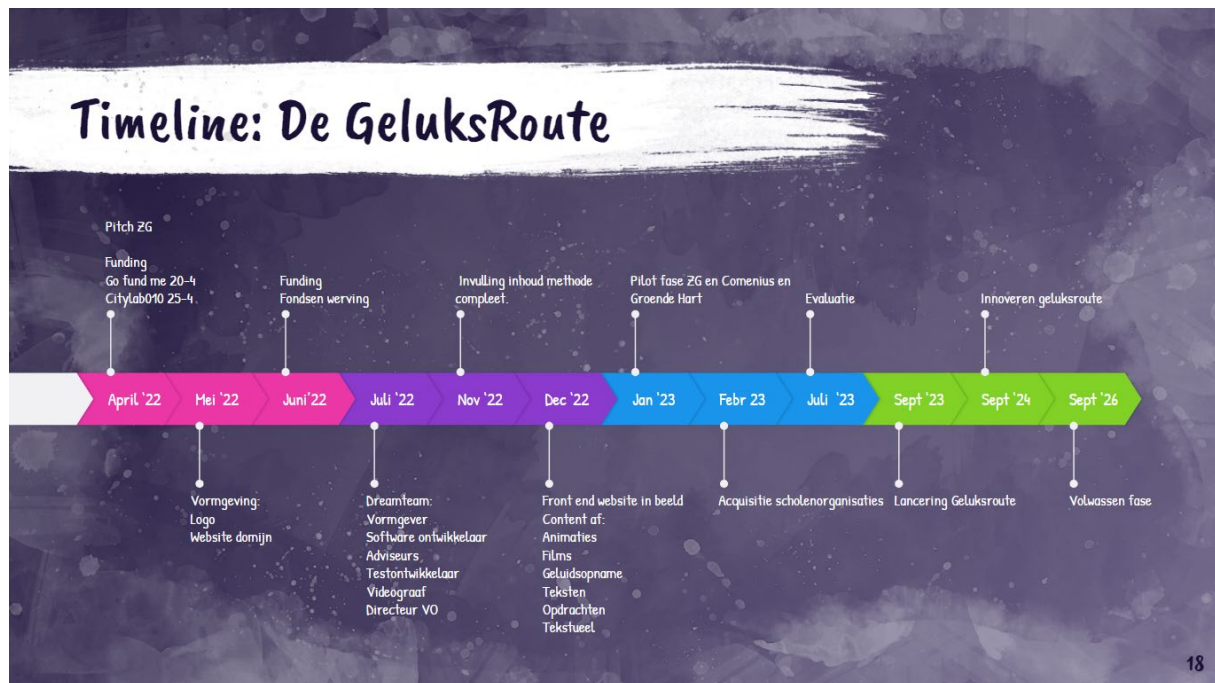 Timeline: De GeluksRoute
Pitch ZG
Funding
Go fund me 20-4
Citylab010 25-4
Funding
Fondsen werving
Invulling inhoud methode
compleet.
Pilot fase ZG en Comenius en
Groende Hart
Evaluatie
Innoveren geluksroute
April '22
Mei '22
Juni'22
Juli '22
Nov '22
Dec '22
Jan '23
Febr 23
Juli '23
Sept '23
Sept '24
Sept '26
Vormgeving:
Logo
Website domijn
Dreamteam:
Vormgever
Software ontwikkelaar
Adviseurs
Testontwikkelaar
Videograaf
Directeur VO
Front end website in beeld
Content af:
Animaties
Films
Geluidsopname
Teksten
Opdrachten
Tekstueel
Acquisitie scholenorganisaties
Lancering Geluksroute
Volwassen fase
18